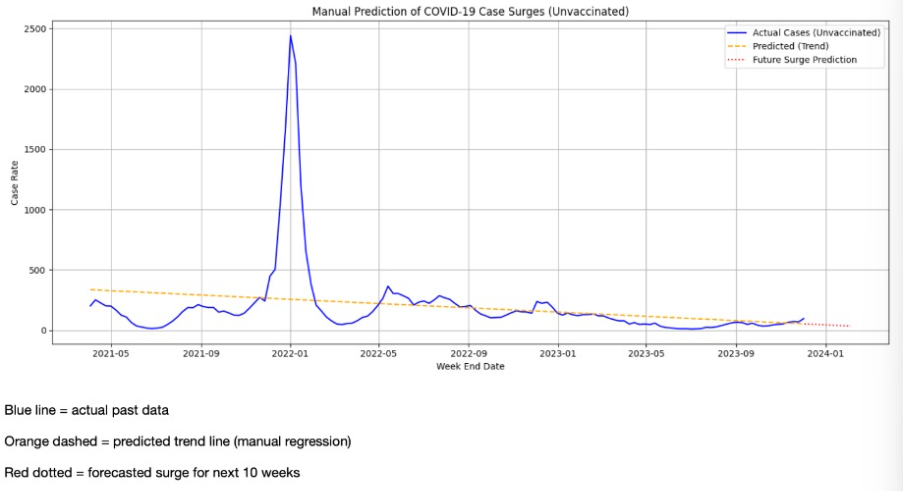 Manual Prediction of COVID-19 Case Surges (Unvaccinated)
Actual Cases (Unvaccinated)
Predicted (Trend)
Future Surge Prediction
2500
2000
1500
1000
500
0
Case Rate
2021-05 2021-09 2022-01 2022-05 2022-09 2023-01 2023-05 2023-09 2024-01
Week End Date
Blue line = actual past data
Orange dashed = predicted trend line (manual regression)
Red dotted = forecasted surge for next 10 weeks